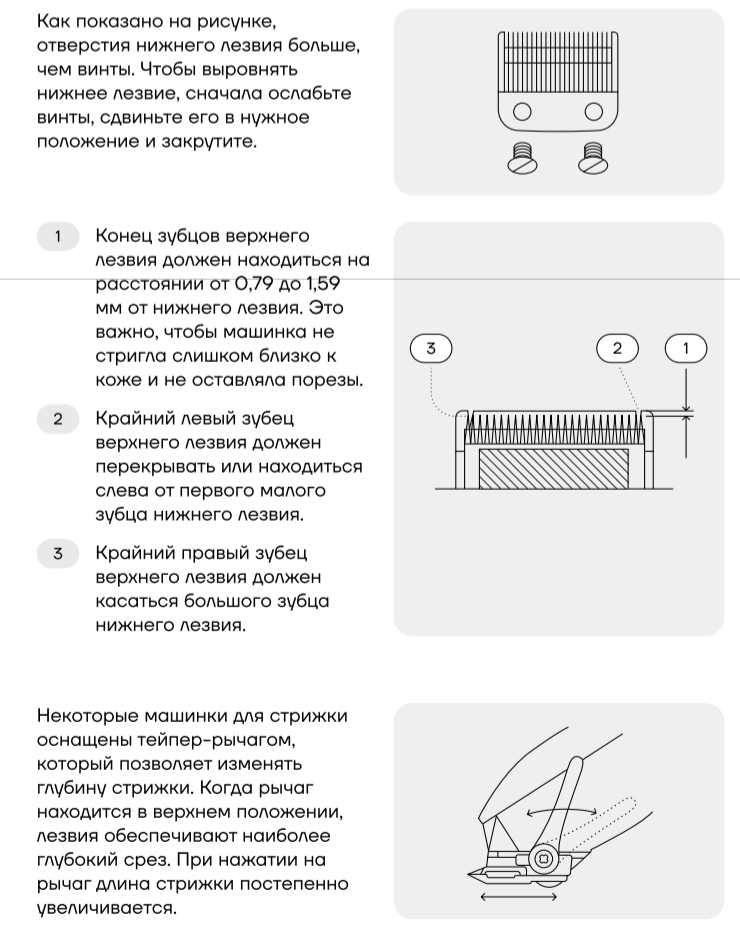 Как показано на рисунке,
отверстия нижнего лезвия больше,
чем винты. Чтобы выровнять
нижнее лезвие, сначала ослабьте
винты, сдвиньте его в нужное
положение и закрутите.
1
Конец зубцов верхнего
лезвия должен находиться на
расстоянии от 0,79 до 1,59
мм от нижнего лезвия. Это
важно, чтобы машинка не
стригла слишком близко к
коже и не оставляла порезы.
2
Крайний левый зубец
верхнего лезвия должен
перекрывать или находиться
слева от первого малого
зубца нижнего лезвия.
3
Крайний правый зубец
верхнего лезвия должен
касаться большого зубца
нижнего лезвия.
3
2
1
Некоторые машинки для стрижки
оснащены тейпер-рычагом,
который позволяет изменять
глубину стрижки. Когда рычаг
находится в верхнем положении,
лезвия обеспечивают наиболее
глубокий срез. При нажатии на
рычаг длина стрижки постепенно
увеличивается.